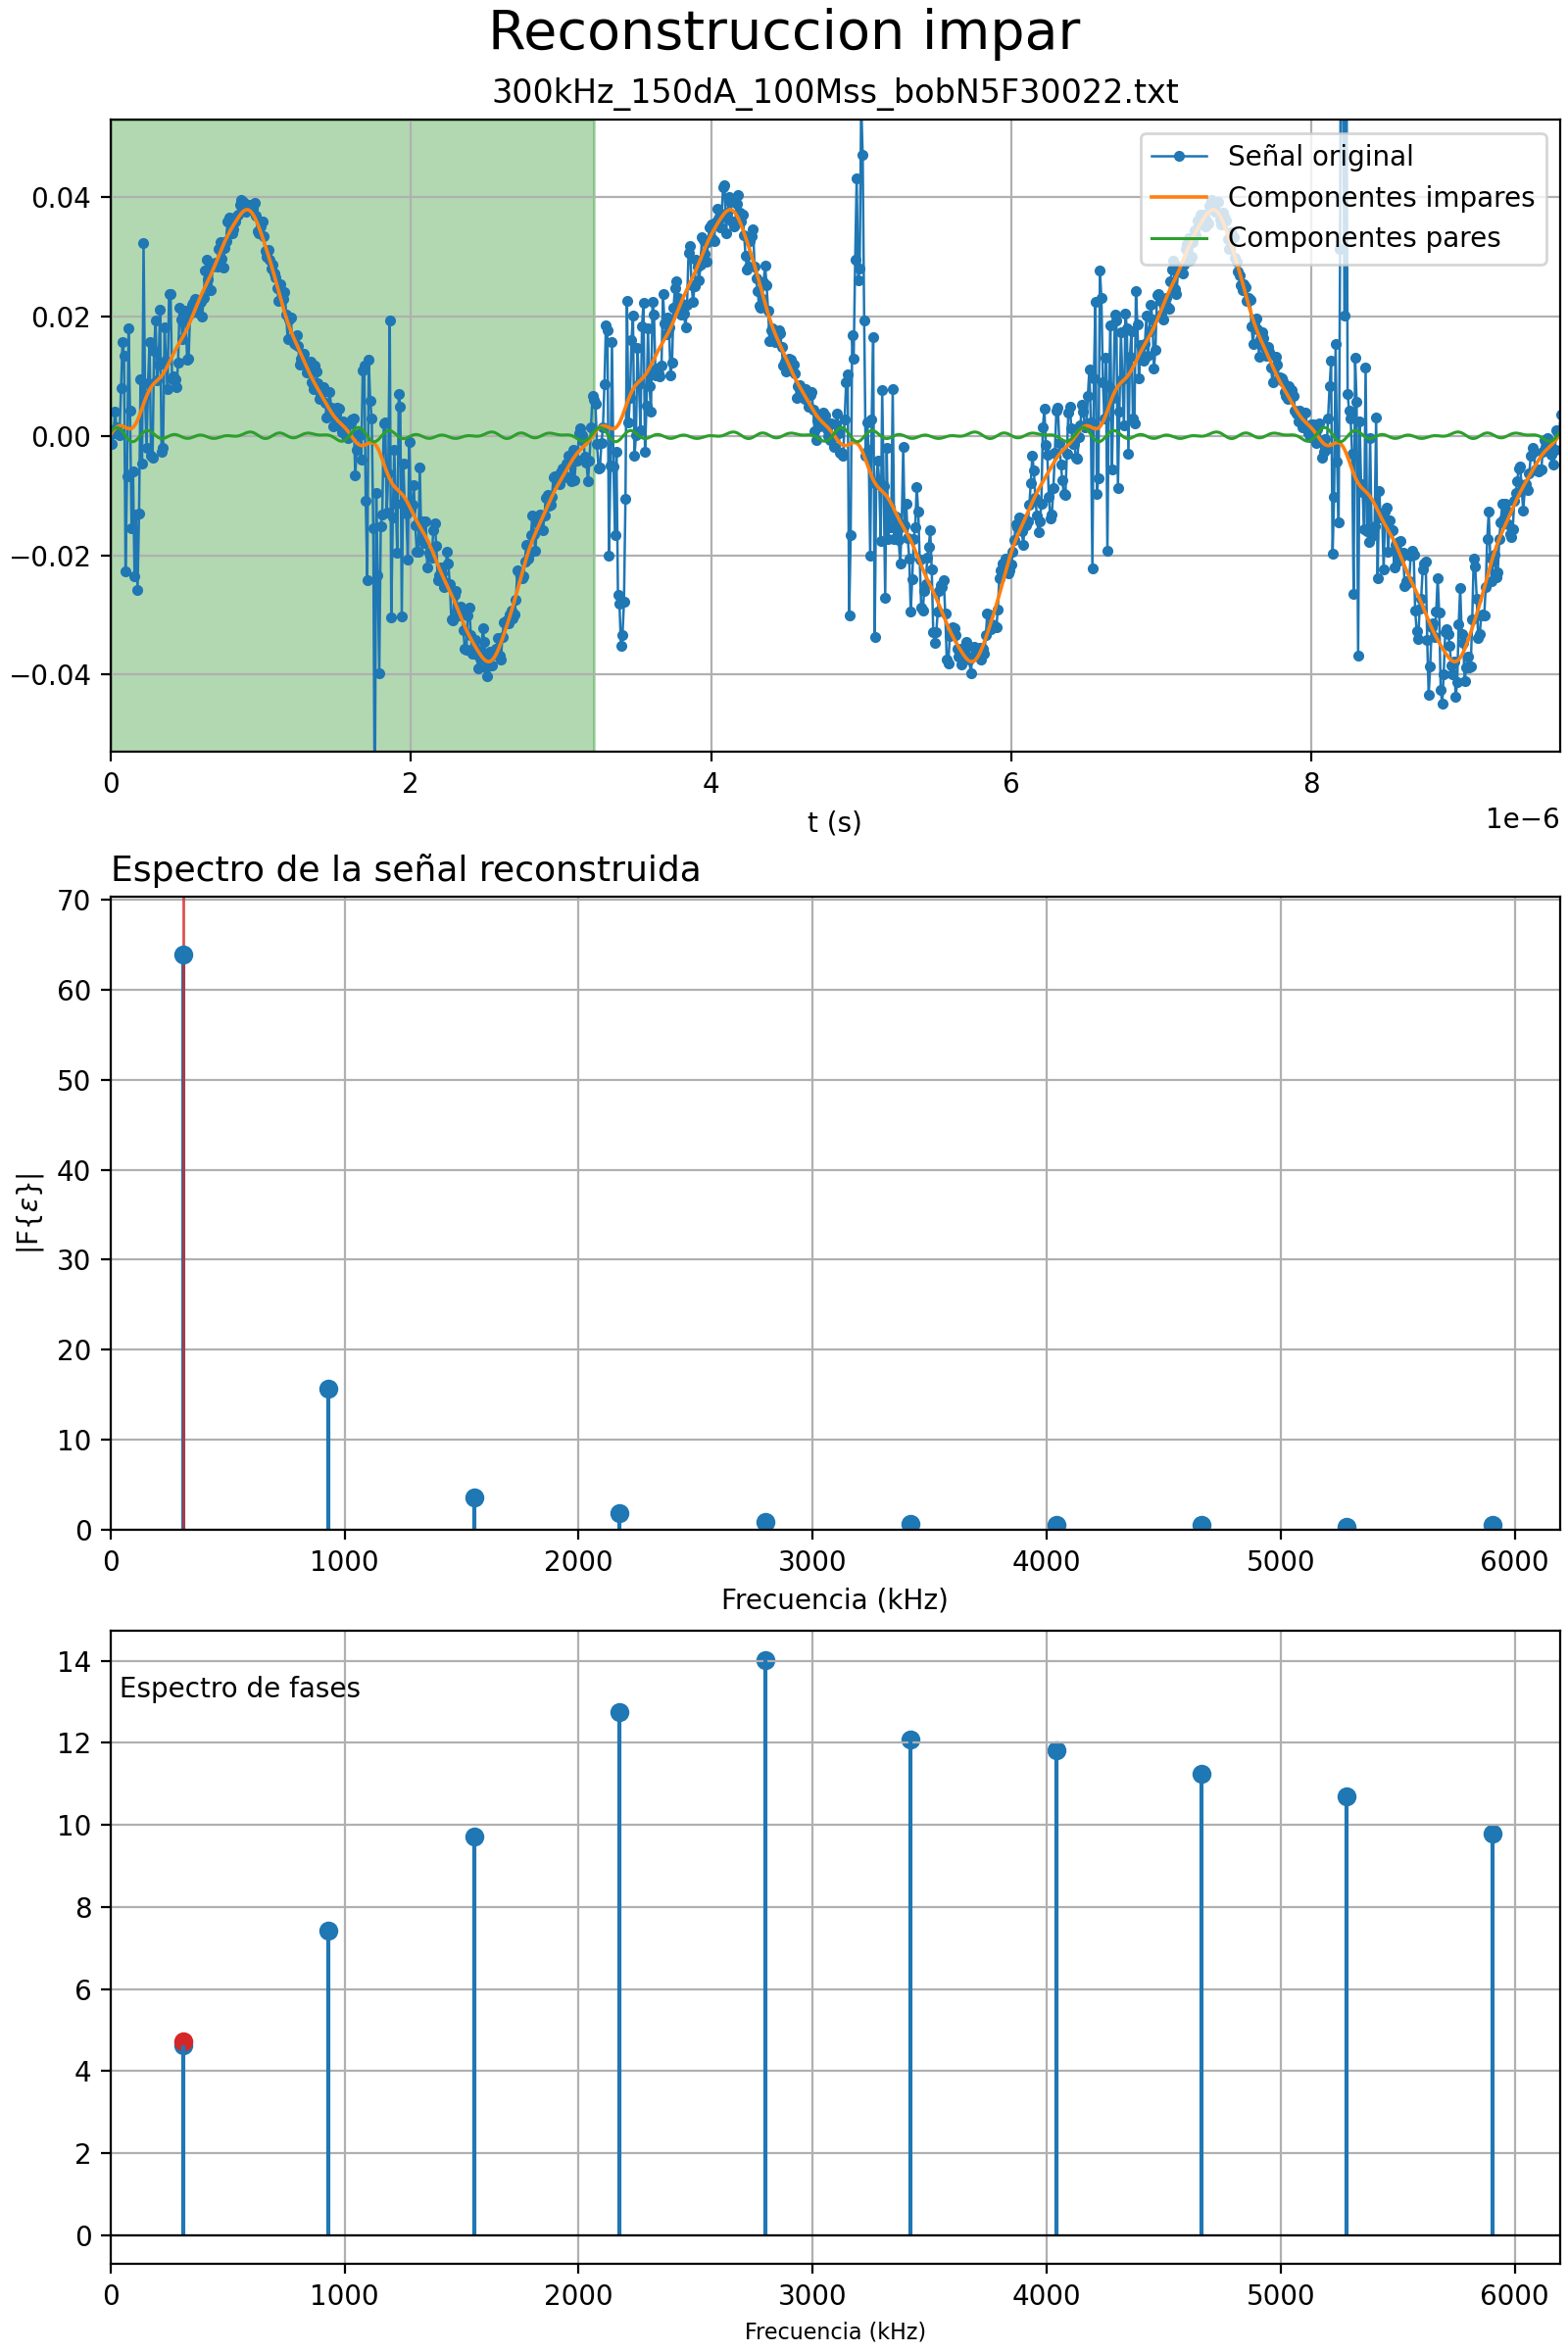 Reconstruccion impar
300kHz_150dA_100Mss_bobN5F30022.txt
Señal original
Componentes impares
Componentes pares
0.04
0.02
0.00
−0.02
−0.04
0 2 4 6 8
1e−6
t (s)
Espectro de la señal reconstruida
70
60
50
40
30
20
10
0
|F{ε}|
0 1000 2000 3000 4000 5000 6000
Frecuencia (kHz)
Espectro de fases
14
12
10
8
6
4
2
0
0 1000 2000 3000 4000 5000 6000
Frecuencia (kHz)